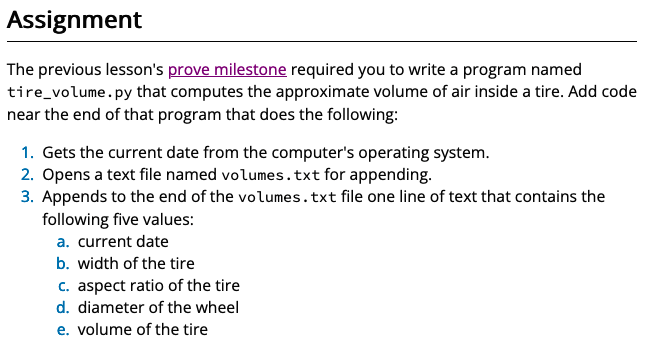 Assignment
The previous lesson's prove milestone required you to write a program named
tire_volume.py that computes the approximate volume of air inside a tire. Add code
near the end of that program that does the following:
1. Gets the current date from the computer's operating system.
2. Opens a text file named volumes.txt for appending.
3. Appends to the end of the volumes.txt file one line of text that contains the
following five values:
a. current date
b. width of the tire
c. aspect ratio of the tire
d. diameter of the wheel
e. volume of the tire